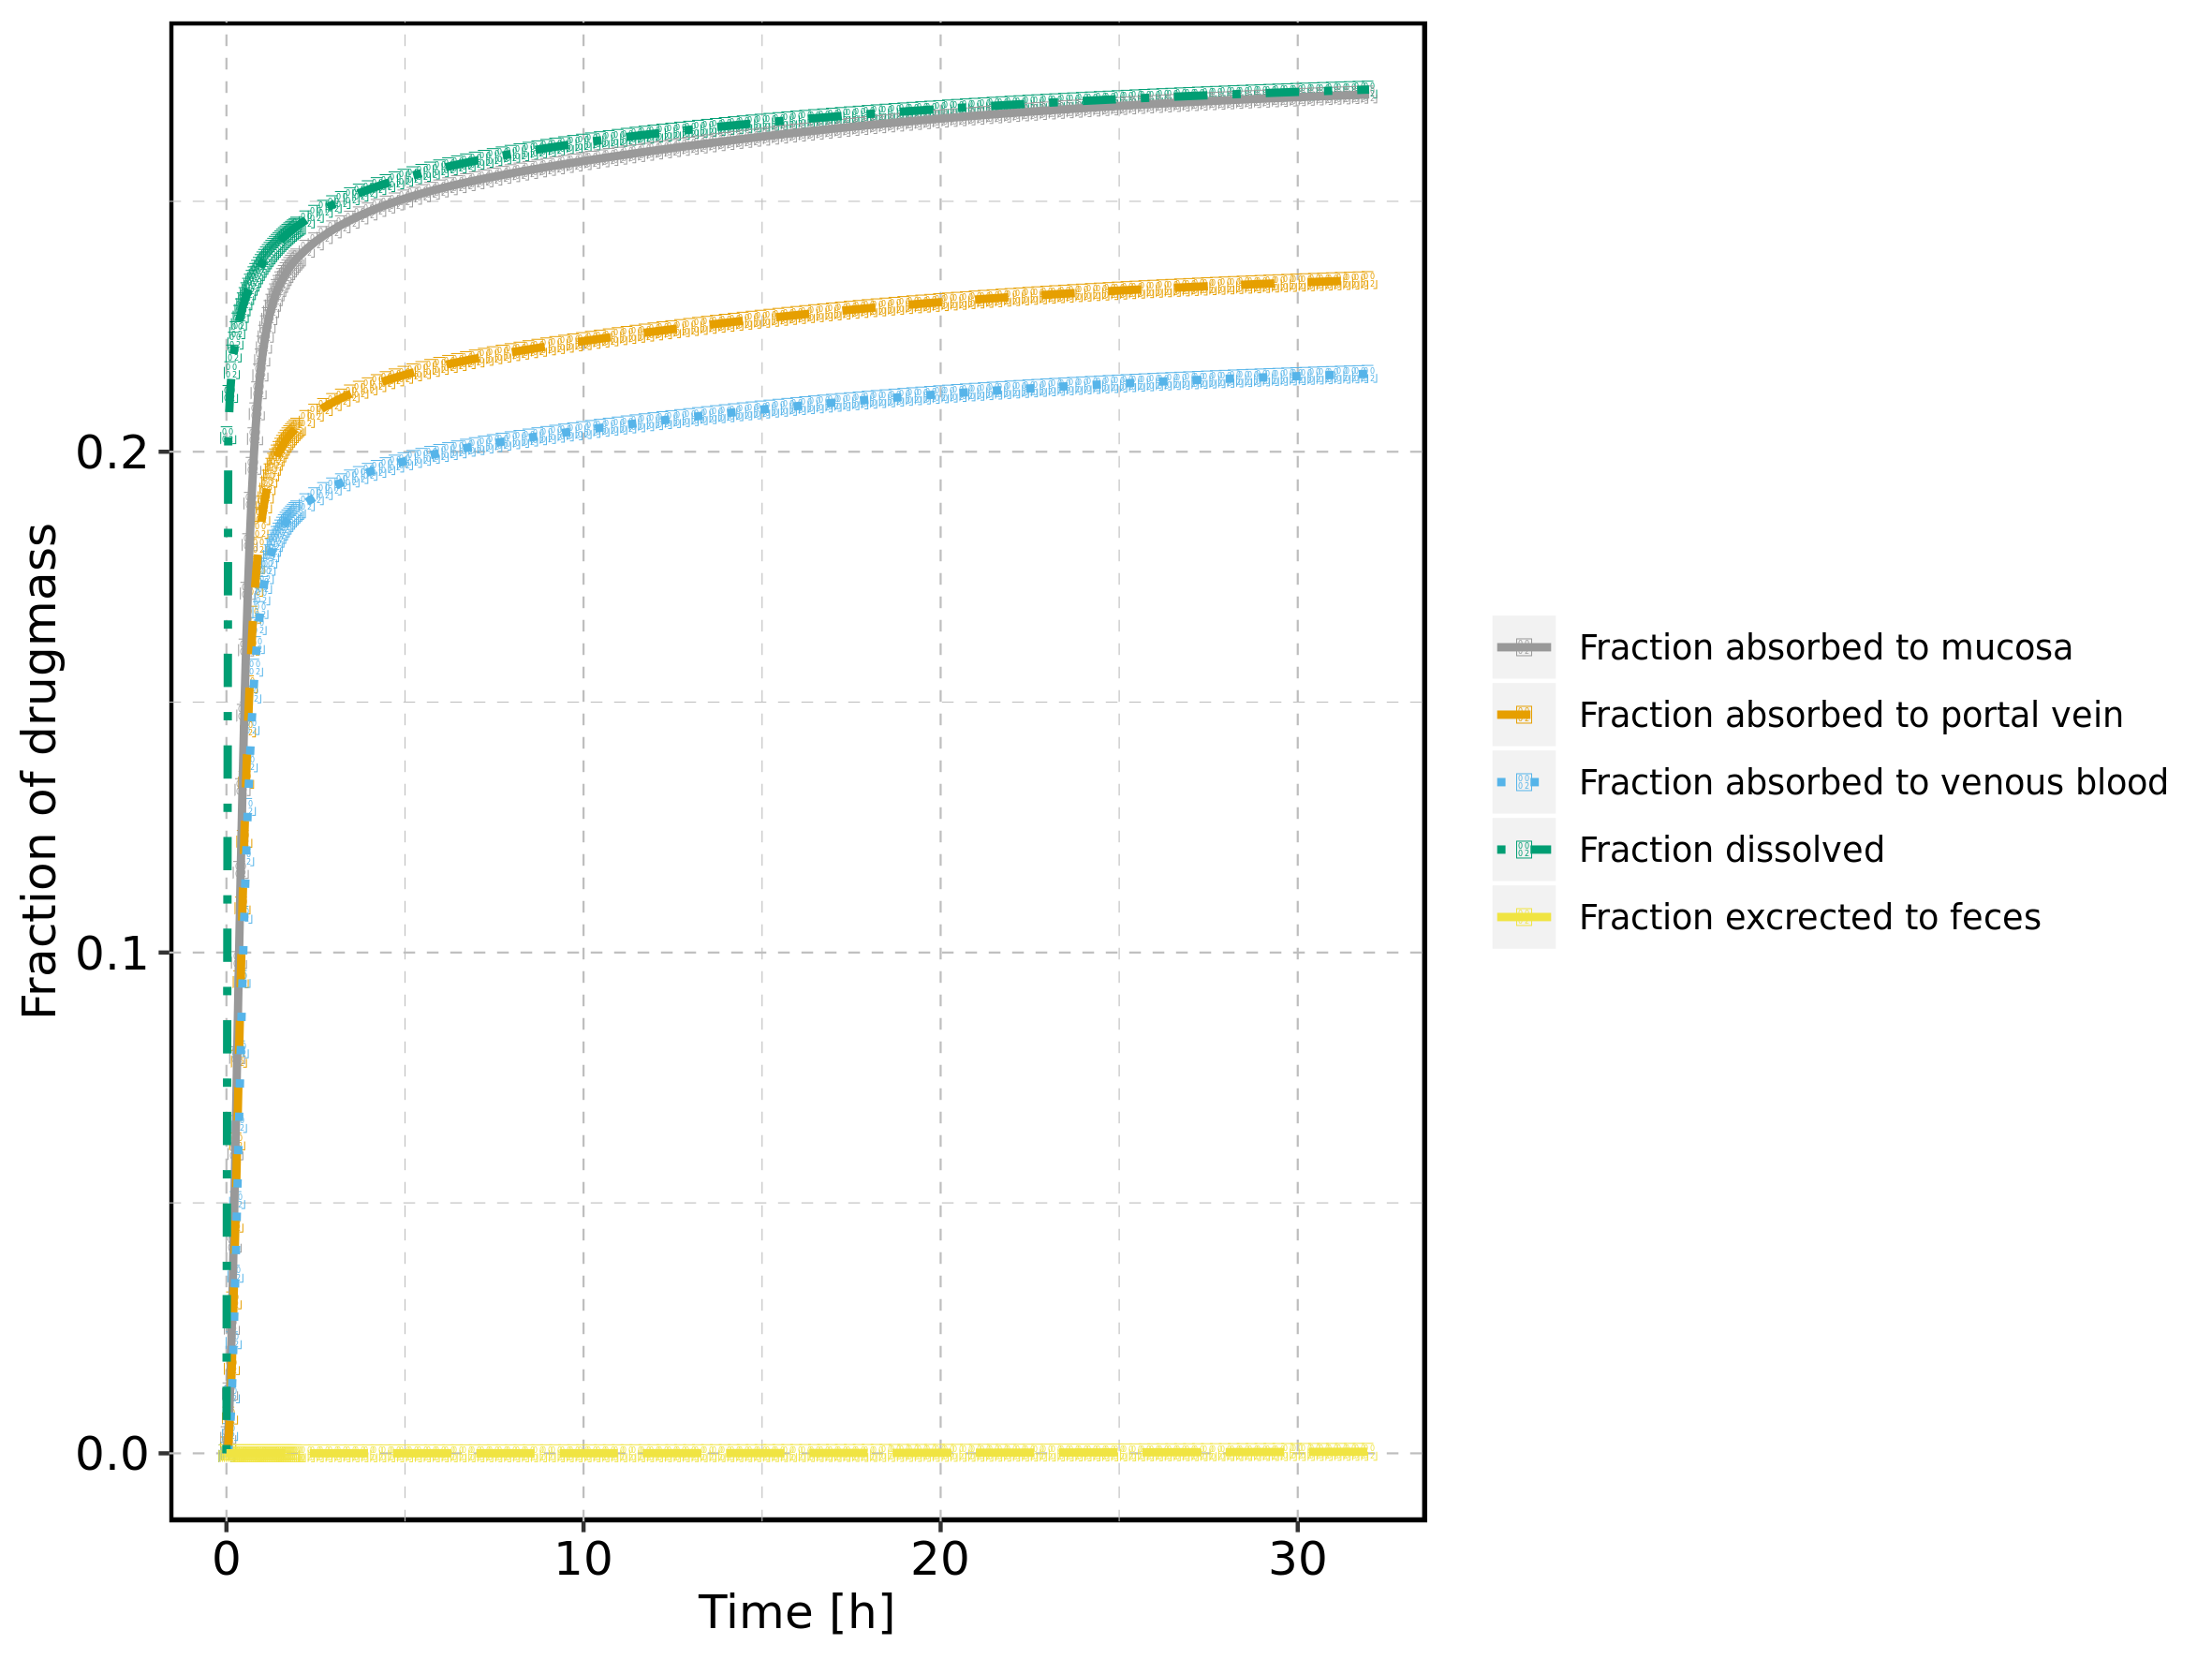 Fraction of drugmass
0.2
0.1
0.0
0
10
20
30
Time [h]
Fraction absorbed to mucosa
Fraction absorbed to portal vein
Fraction absorbed to venous blood
Fraction dissolved
Fraction excrected to feces